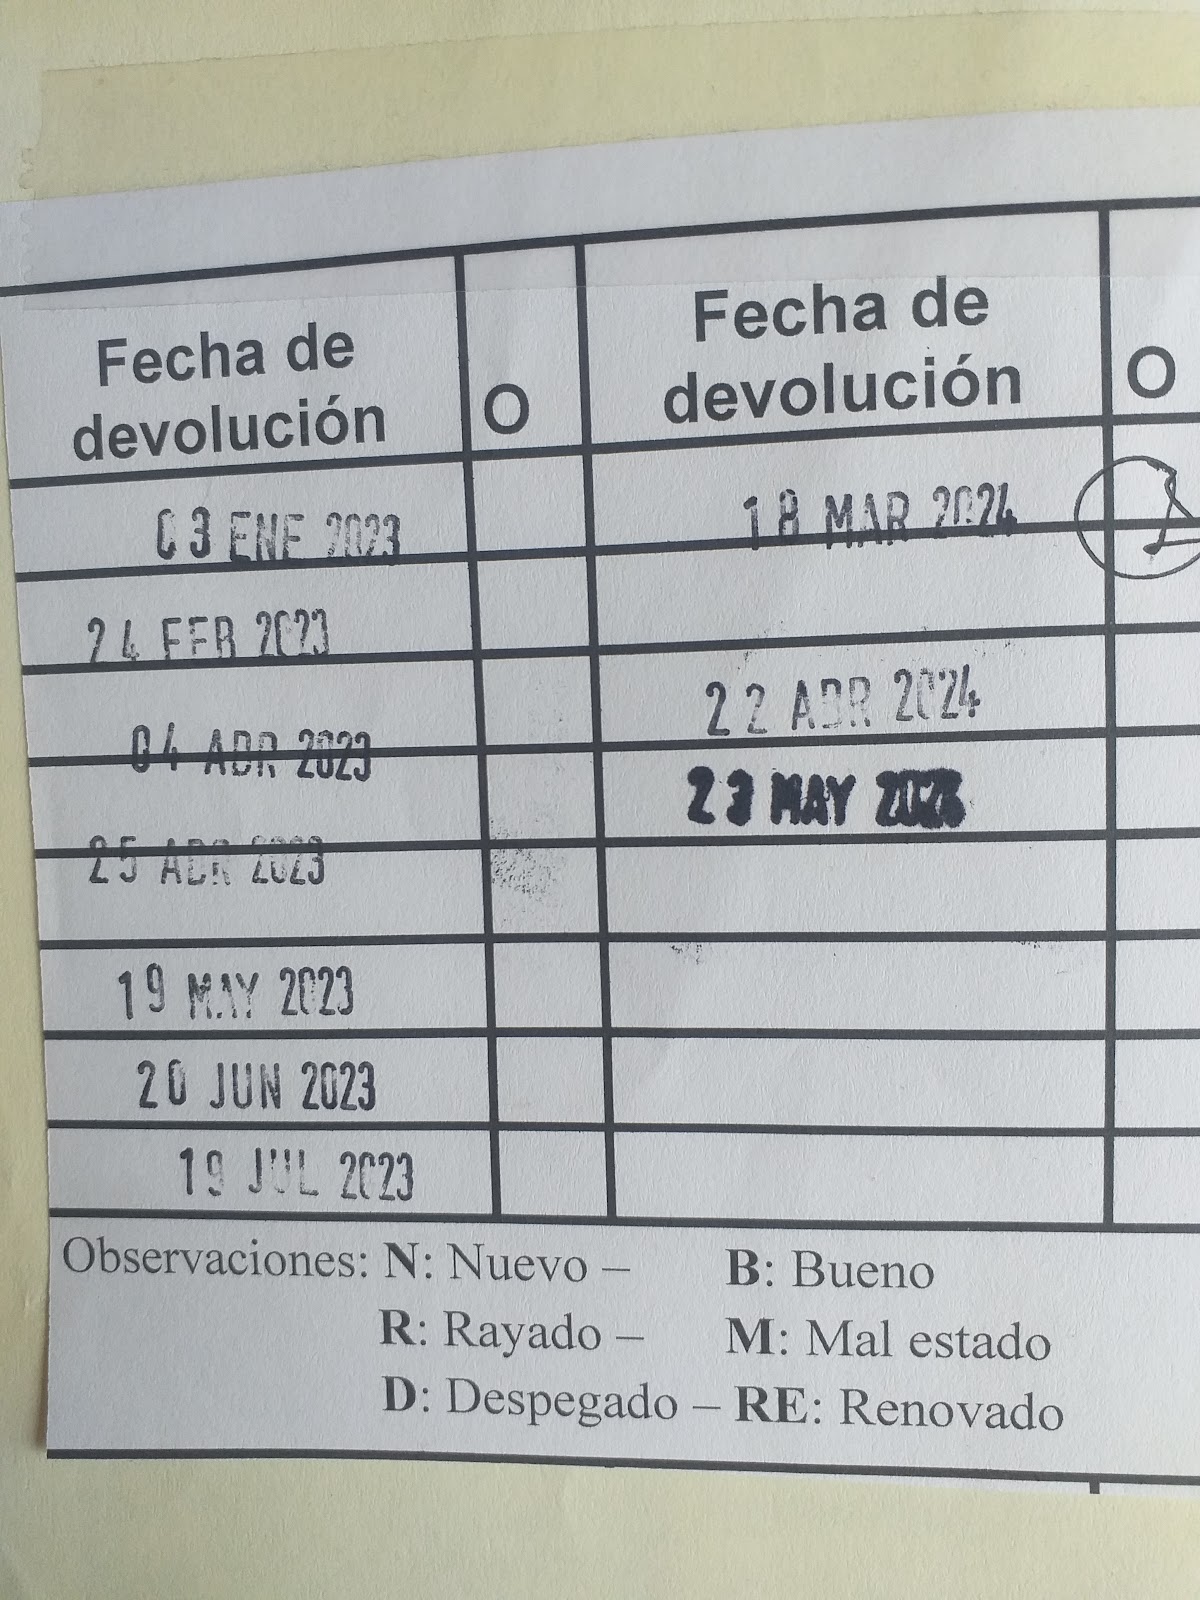 Fecha de
devolución
O
Fecha de
devolución
O
03 ENE 2023
18 MAR 2024
24 FEB 2023
04 ABR 2023
22 ABR 2024
25 ABR 2023
23 MAY
19 MAY 2023
20 JUN 2023
19 JUL 2023
Observaciones: N: Nuevo – B: Bueno
R: Rayado – M: Mal estado
D: Despegado – RE: Renovado